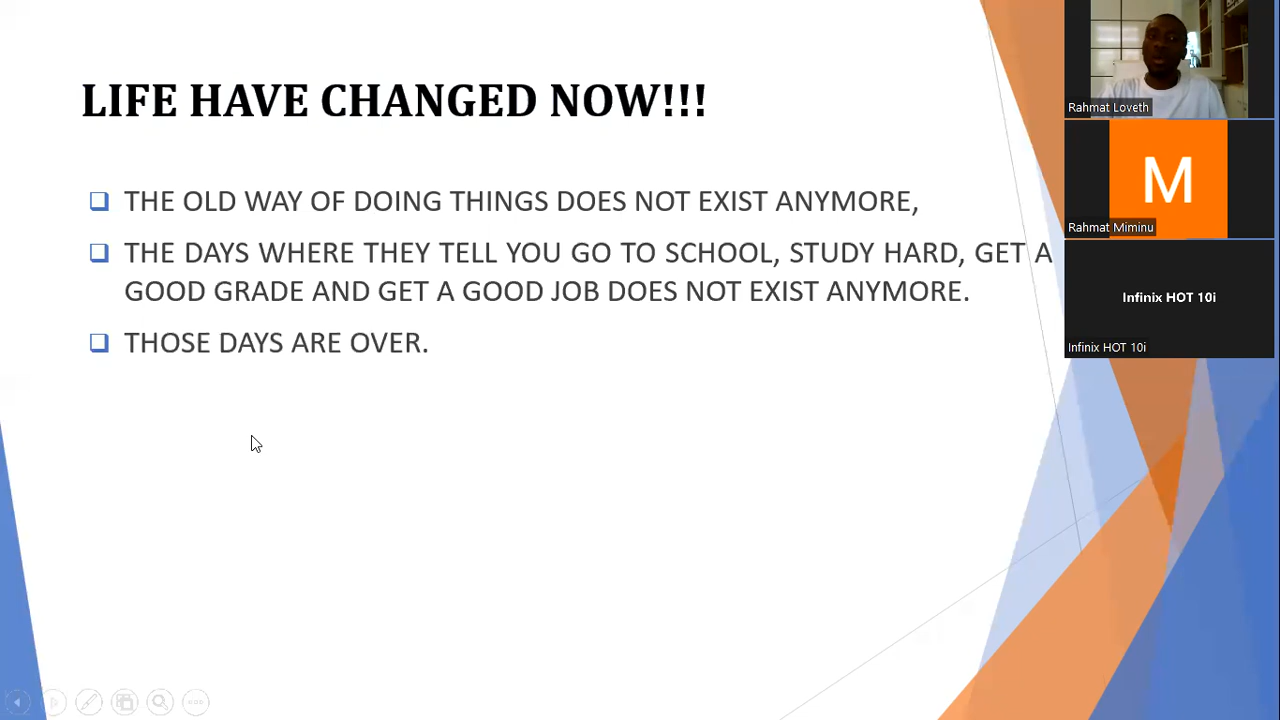 LIFE HAVE CHANGED NOW!!!
THE OLD WAY OF DOING THINGS DOES NOT EXIST ANYMORE,
THE DAYS WHERE THEY TELL YOU GO TO SCHOOL, STUDY HARD, GET A
GOOD GRADE AND GET A GOOD JOB DOES NOT EXIST ANYMORE.
THOSE DAYS ARE OVER.
Rahmat Loveth
M
Rahmat Miminu
Infinix HOT 10i
Infinix HOT 10i